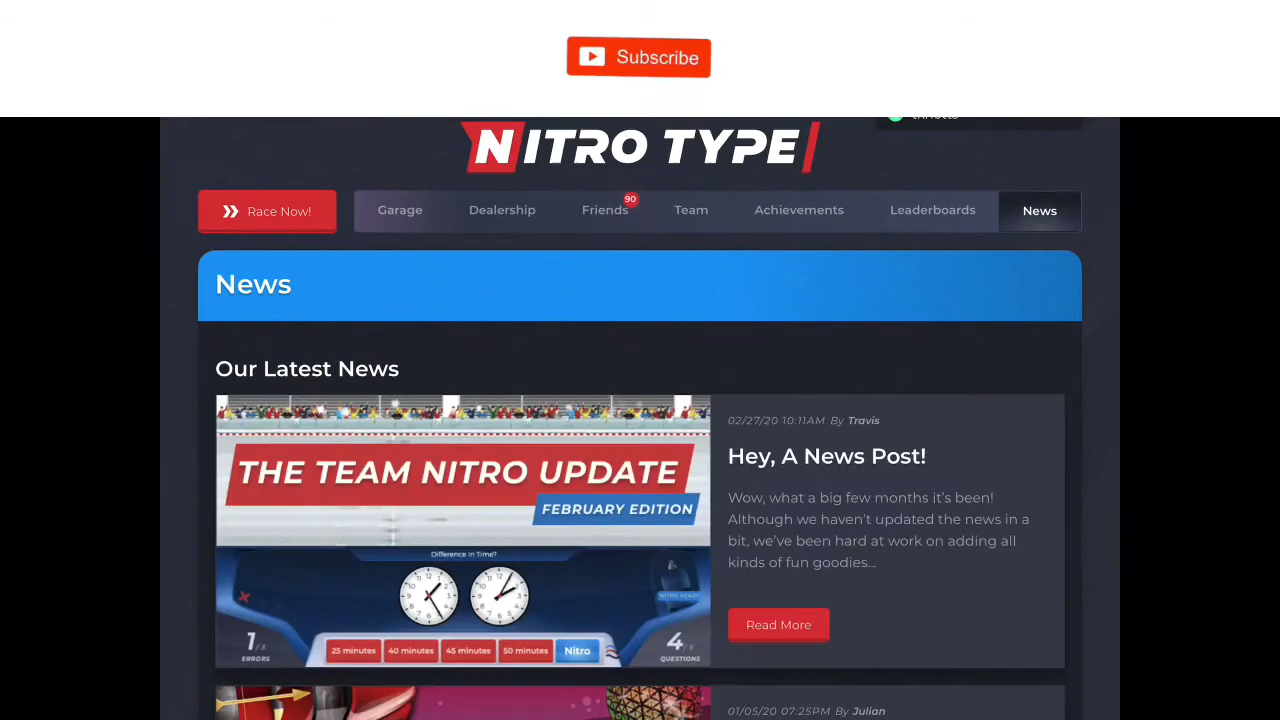 Subscribe
NITRO TYPE
Race Now!
Garage
Dealership
Friends
90
Team
Achievements
Leaderboards
News
News
Our Latest News
THE TEAM NITRO UPDATE
FEBRUARY EDITION
Difference In Time?
NITRO READY
1/3
ERRORS
25 minutes
40 minutes
45 minutes
50 minutes
Nitro
QUESTIONS
02/27/20 10:11AM By Travis
Hey, A News Post!
Wow, what a big few months it's been!
Although we haven't updated the news in a
bit, we've been hard at work on adding all
kinds of fun goodies...
Read More
01/05/20 07:25PM By Julian